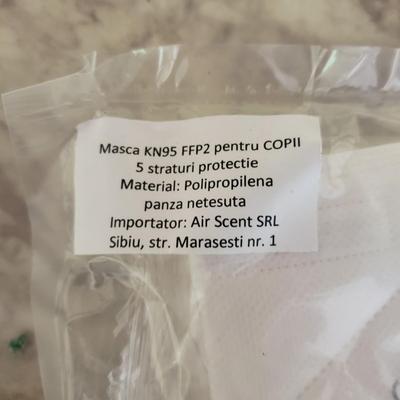 Masca KN95 FFP2 pentru COPII
5 straturi protectie
Material: Polipropilena
panza netesuta
Importator: Air Scent SRL
Sibiu, str. Marasesti nr. 1